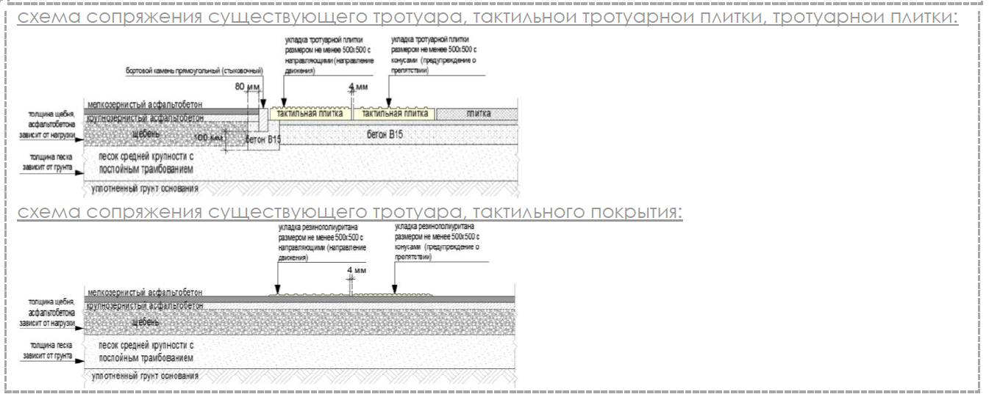 схема сопряжения существующего тротуара, тактильной тротуарной плитки, тротуарной плитки:
укладка тротуарной плитки
размером не менее 500х500 с
направляющими (направление
движения)
укладка тротуарной плитки
размером не менее 500х500 с
конусами (предупреждение о
препятствии)
бортовой камень прямоугольный (стыковочный)
80 мм
4 мм
мелкозернистый асфальтобетон
крупнозернистый асфальтобетон
тактильная плитка
тактильная плитка
плитка
толщина щебня,
асфальтобетона
зависит от нагрузки
щебень
100 мм
бетон В15
бетон В15
толщина песка
зависит от грунта
песок средней крупности с
послойным трамбованием
уплотненный грунт основания
схема сопряжения существующего тротуара, тактильного покрытия:
укладка резинополиуритана
размером не менее 500х500 с
направляющими (направление
движения)
укладка резинополиуритана
размером не менее 500х500 с
конусами (предупреждение о
препятствии)
4 мм
мелкозернистый асфальтобетон
крупнозернистый асфальтобетон
толщина щебня,
асфальтобетона
зависит от нагрузки
щебень
толщина песка
зависит от грунта
песок средней крупности с
послойным трамбованием
уплотненный грунт основания